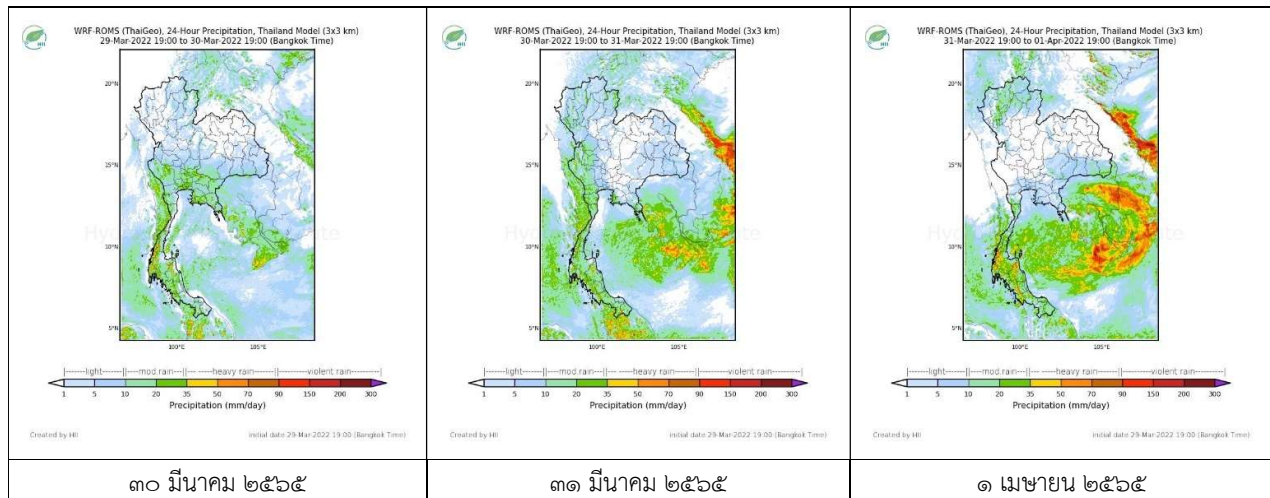 HII
WRF-ROMS (ThaiGeo), 24-Hour Precipitation, Thailand Model (3x3 km)
29-Mar-2022 19:00 to 30-Mar-2022 19:00 (Bangkok Time)
20°N
15°N
10°N
5°N
100°E 105°E
|-------light-------||----mod.rain---||--- -----heavy rain-------||-------violent rain-------|
1 5 10 20 35 50 70 90 150 200 300
Precipitation (mm/day)
Created by HII initial date 29-Mar-2022 19:00 (Bangkok Time)
๓๐ มีนาคม ๒๕๖๕
HII
WRF-ROMS (ThaiGeo), 24-Hour Precipitation, Thailand Model (3x3 km)
30-Mar-2022 19:00 to 31-Mar-2022 19:00 (Bangkok Time)
20°N
15°N
10°N
5°N
100°E 105°E
|-------light-------||----mod.rain---||--- -----heavy rain-------||-------violent rain-------|
1 5 10 20 35 50 70 90 150 200 300
Precipitation (mm/day)
Created by HII initial date 29-Mar-2022 19:00 (Bangkok Time)
๓๑ มีนาคม ๒๕๖๕
HII
WRF-ROMS (ThaiGeo), 24-Hour Precipitation, Thailand Model (3x3 km)
31-Mar-2022 19:00 to 01-Apr-2022 19:00 (Bangkok Time)
20°N
15°N
10°N
5°N
100°E 105°E
|-------light-------||----mod.rain---||--- -----heavy rain-------||-------violent rain-------|
1 5 10 20 35 50 70 90 150 200 300
Precipitation (mm/day)
Created by HII initial date 29-Mar-2022 19:00 (Bangkok Time)
๑ เมษายน ๒๕๖๕